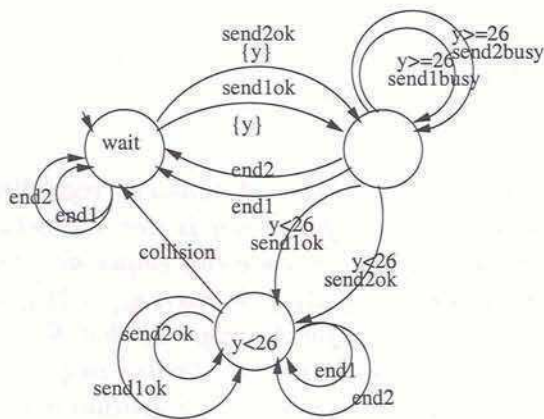 send2ok
{y}
send1ok
{y}
y>=26
send2busy
y>=26
send1busy
wait
end2
end1
end2
end1
y<26
send1ok
y<26
send2ok
collision
send2ok
y<26
send1ok
end1
end2